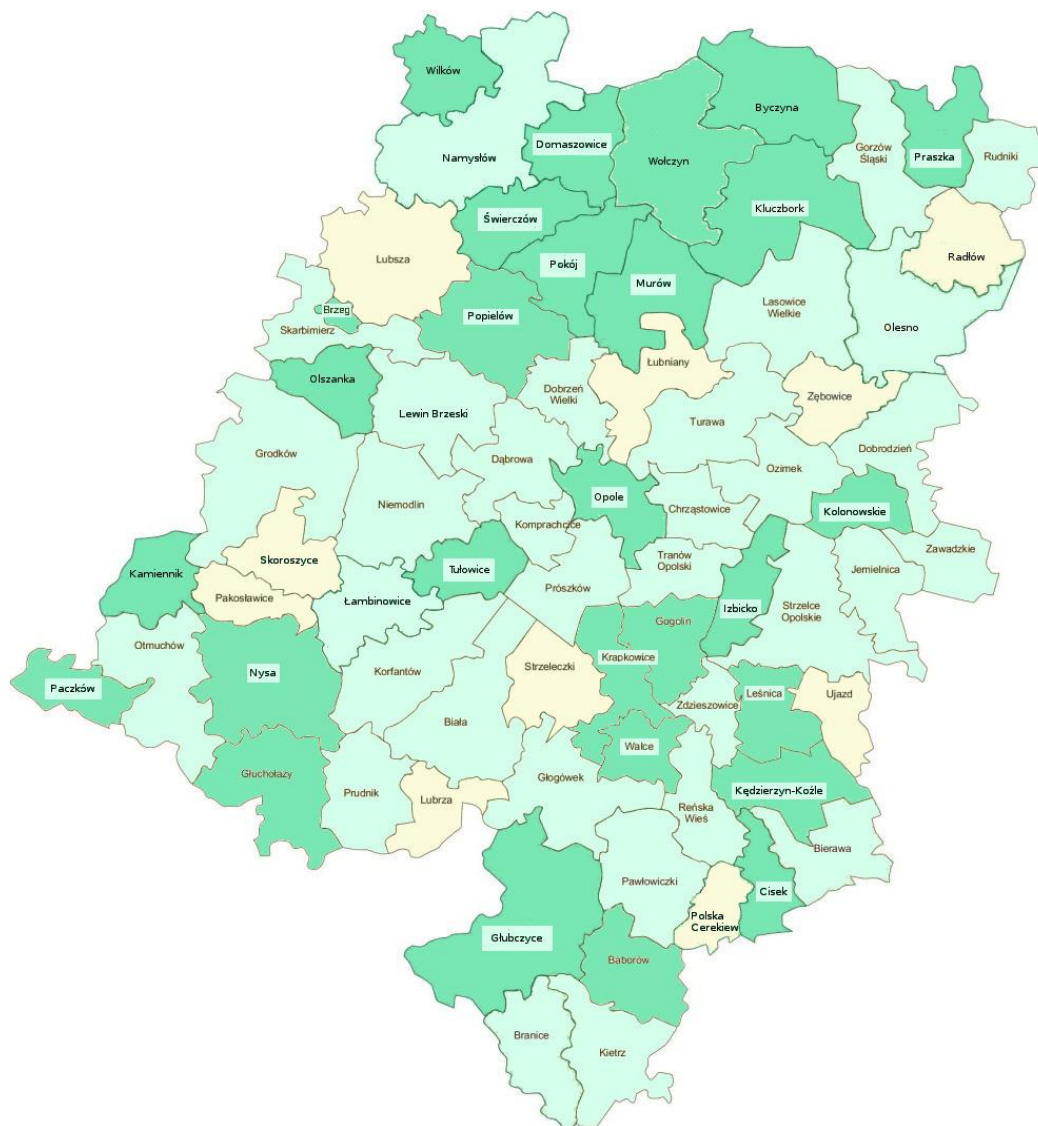 Wilków
Byczyna
Domaszowice
Wołczyn
Namysłów
Gorzów
Śląski
Praszka
Rudniki
Kluczbork
Świerczów
Lubsza
Pokój
Radłów
Murów
Brzeg
Popielów
Lasowice
Wielkie
Skarbimierz
Olesno
Łubniany
Olszanka
Dobrzeń
Wielki
Zębowice
Lewin Brzeski
Turawa
Grodków
Dąbrowa
Dobrodzień
Ozimek
Niemodlin
Opole
Chrząstowice
Kolonowskie
Komprachcice
Skoroszyce
Zawadzkie
Kamiennik
Tułowice
Tranów
Opolski
Jemielnica
Prószków
Pakosławice
Łambinowice
Izbicko
Strzelce
Opolskie
Gogolin
Otmuchów
Nysa
Korfantów
Strzeleczki
Krapkowice
Paczków
Leśnica
Ujazd
Zdzieszowice
Biała
Walce
Głuchołazy
Głogówek
Prudnik
Lubrza
Kędzierzyn-Koźle
Reńska
Wieś
Bierawa
Pawłowiczki
Cisek
Polska
Cerekiew
Głubczyce
Baborów
Branice
Kietrz